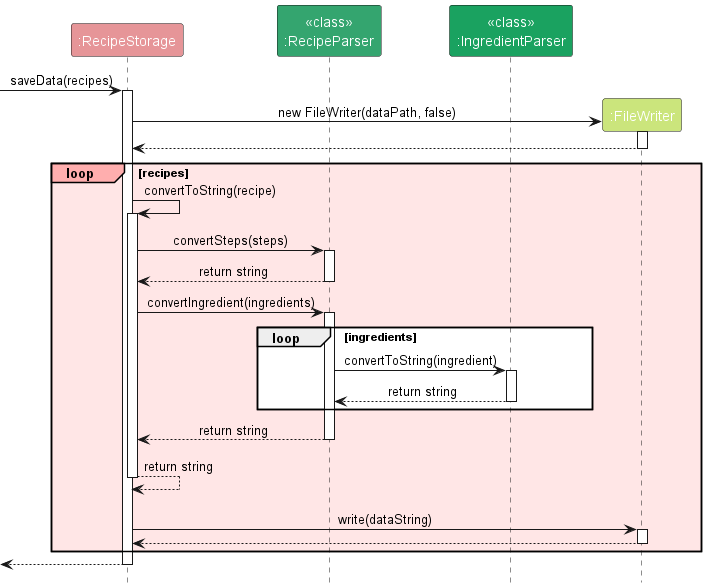 :RecipeStorage
«class»
:RecipeParser
«class»
:IngredientParser
saveData(recipes)
new FileWriter(dataPath, false)
:FileWriter
loop [recipes]
convertToString(recipe)
convertSteps(steps)
return string
convertIngredient(ingredients)
loop [ingredients]
convertToString(ingredient)
return string
return string
return string
write(dataString)